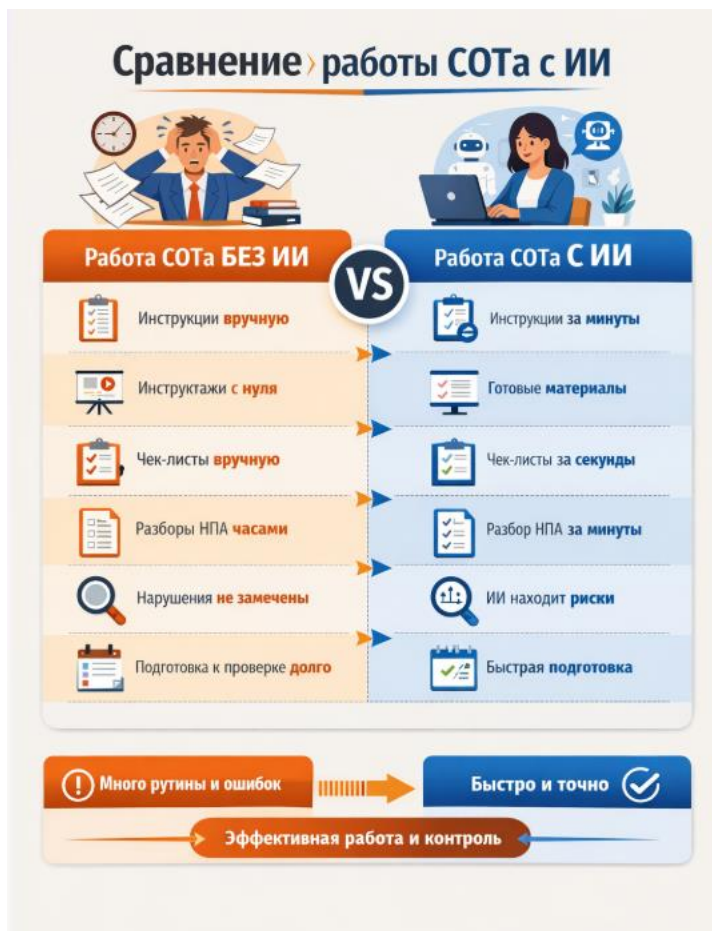 Сравнение › работы СОТа с ИИ
Работа СОТа БЕЗ ИИ
VS
Работа СОТа С ИИ
Инструкции вручную
Инструкции за минуты
Инструктажи с нуля
Готовые материалы
Чек-листы вручную
Чек-листы за секунды
Разборы НПА часами
Разбор НПА за минуты
Нарушения не замечены
ИИ находит риски
Подготовка к проверке долго
Быстрая подготовка
Много рутины и ошибок
Быстро и точно
Эффективная работа и контроль